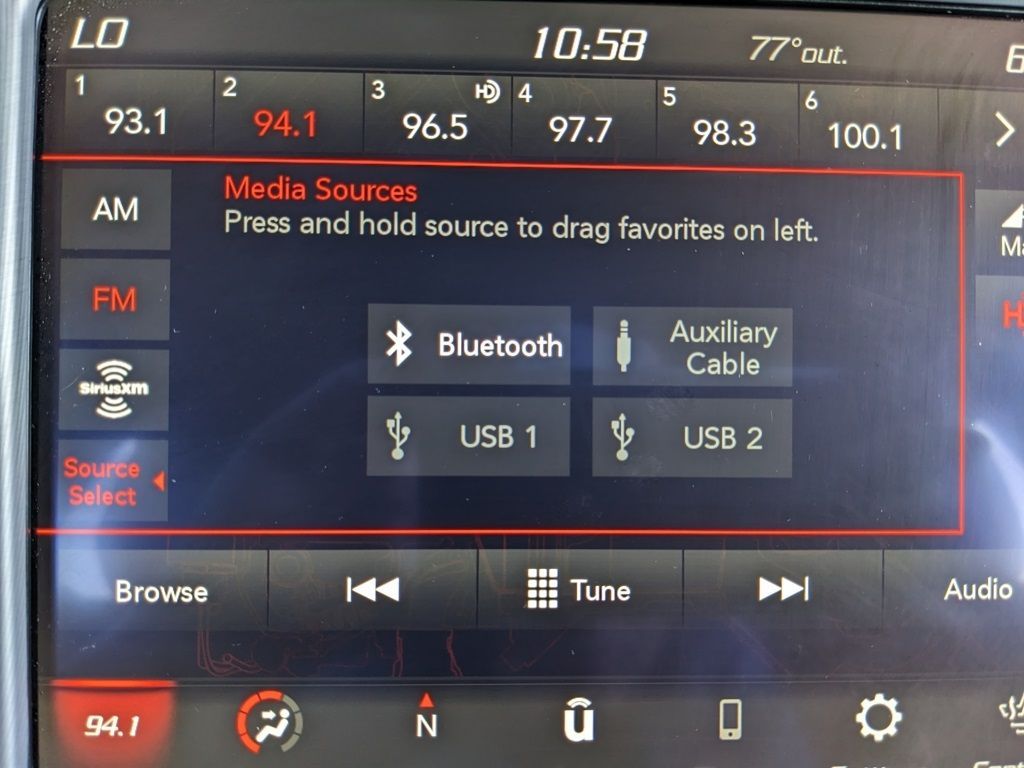 LO 10:58 77°out.
1 2 3 HD 4 5 6
93.1 94.1 96.5 97.7 98.3 100.1
AM
Media Sources
Press and hold source to drag favorites on left.
FM
Bluetooth
Auxiliary
Cable
SiriusXM
USB 1 USB 2
Source
Select
Browse Tune Audio
94.1 N